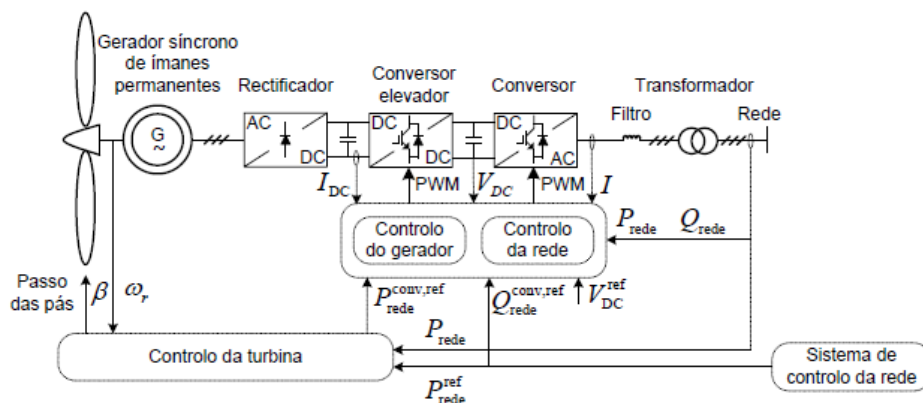 Gerador síncrono
de ímanes
permanentes
Rectificador
Conversor
elevador
Conversor
Transformador
Filtro
Rede
G
~
AC
DC
DC
DC
DC
AC
I_DC
PWM
V_DC
PWM
I
Controlo
do gerador
Controlo
da rede
P_rede
Q_rede
Passo
das pás
β
ω_r
P_rede^conv,ref
Q_rede^conv,ref
V_DC^ref
Controlo da turbina
P_rede
P_rede^ref
Sistema de
controlo da rede